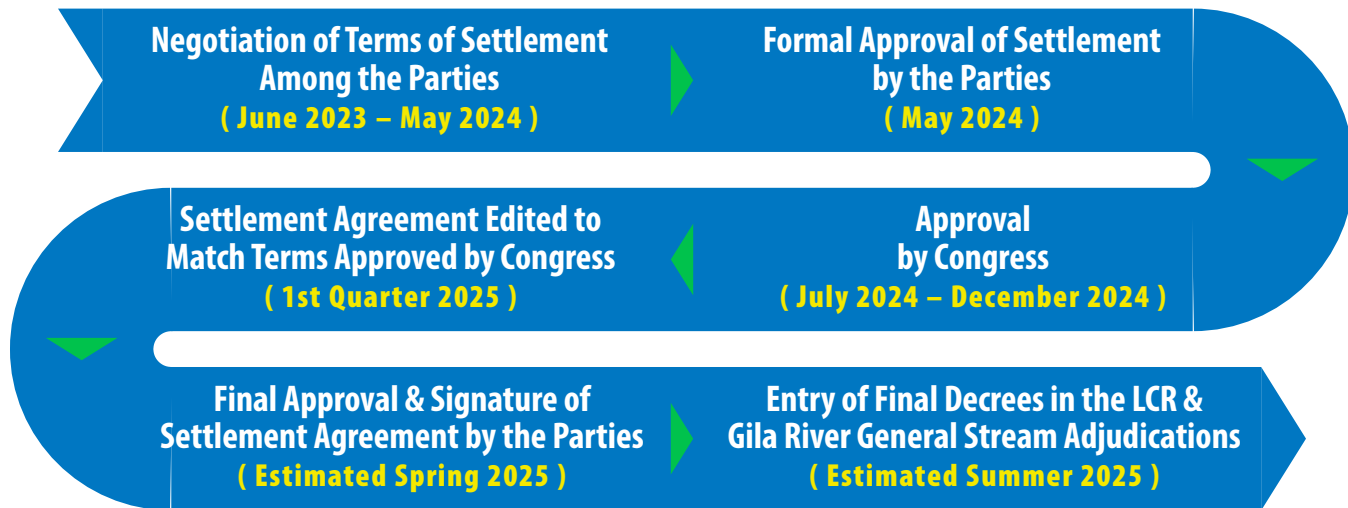 Negotiation of Terms of Settlement
Among the Parties
( June 2023 – May 2024 )
Formal Approval of Settlement
by the Parties
( May 2024 )
Approval
by Congress
( July 2024 – December 2024 )
Settlement Agreement Edited to
Match Terms Approved by Congress
( 1st Quarter 2025 )
Final Approval & Signature of
Settlement Agreement by the Parties
( Estimated Spring 2025 )
Entry of Final Decrees in the LCR &
Gila River General Stream Adjudications
( Estimated Summer 2025 )